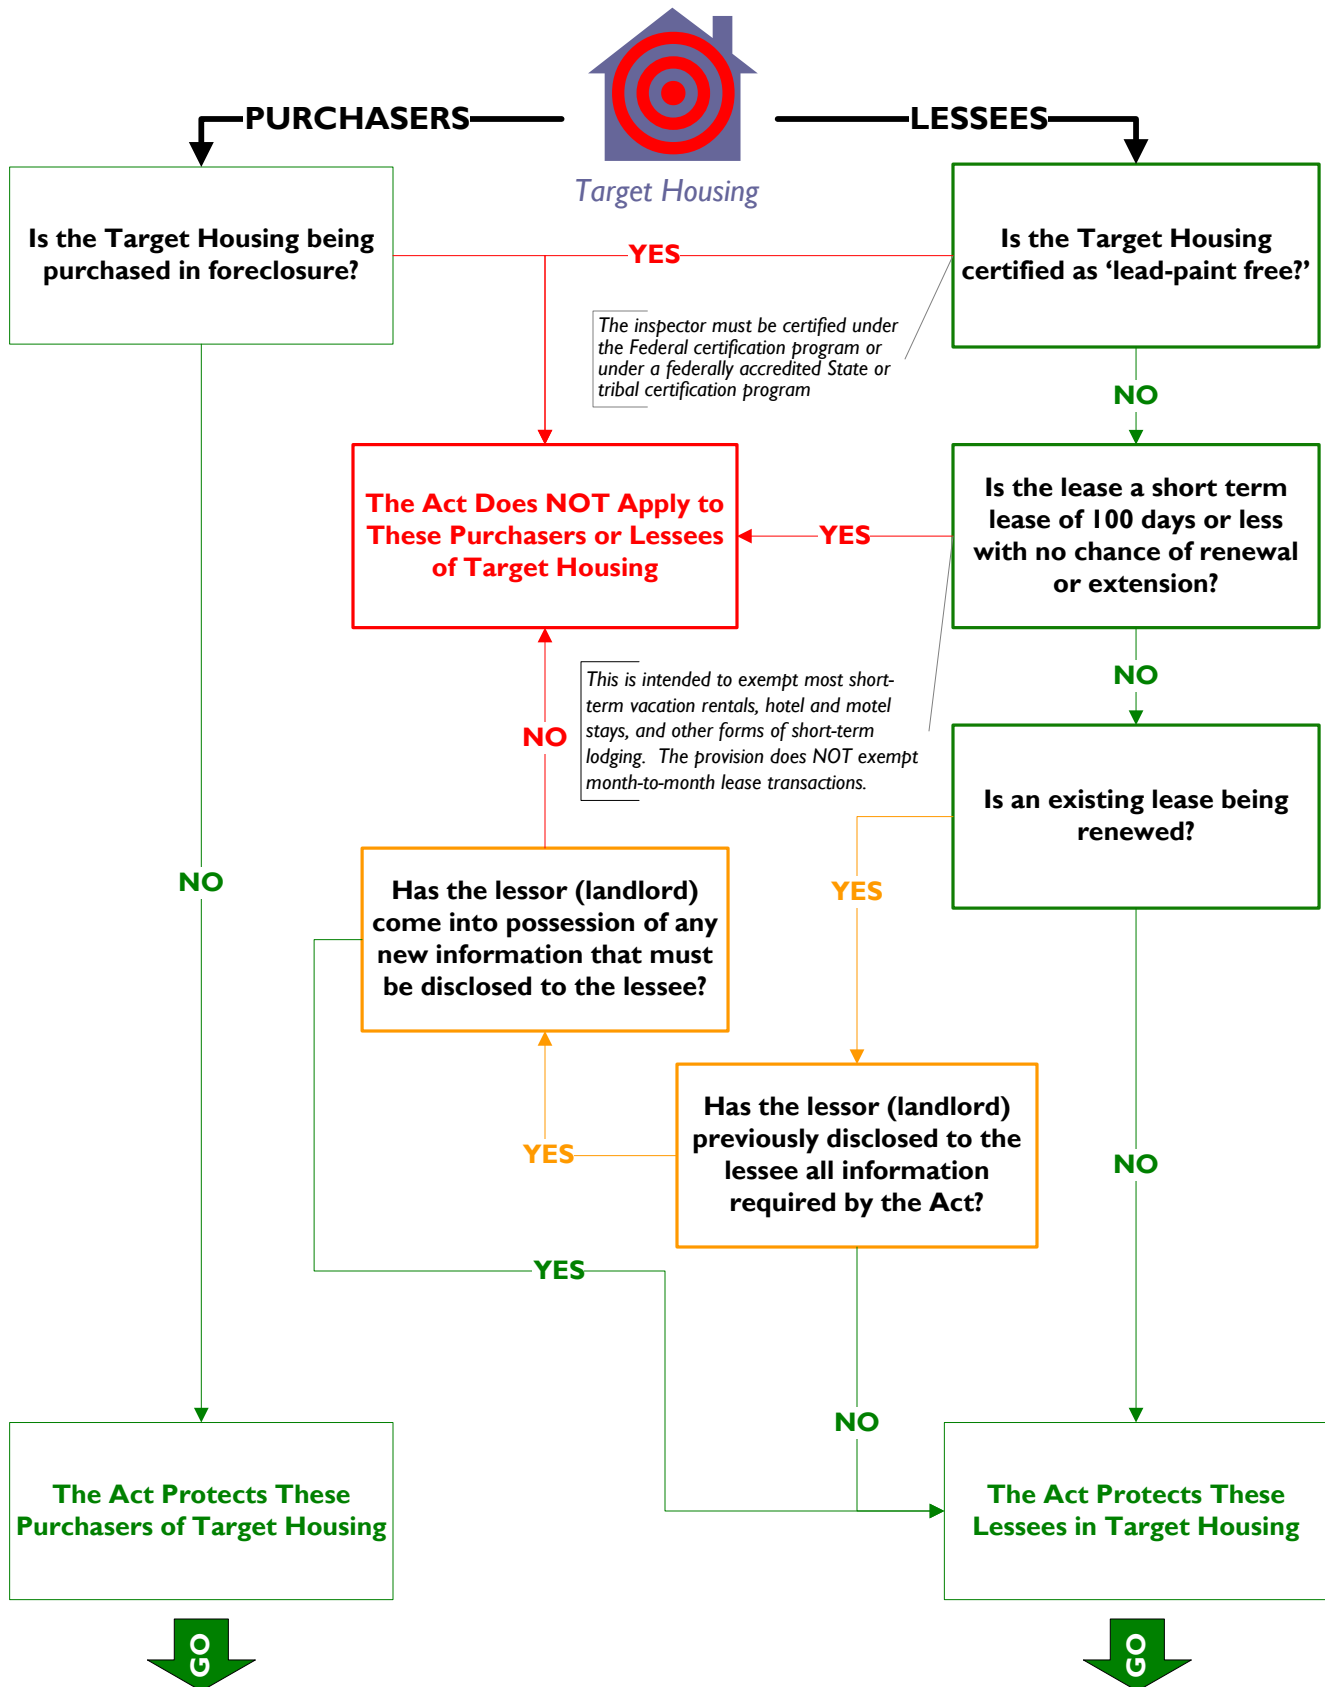 PURCHASERS
LESSEES
Target Housing
Is the Target Housing being
purchased in foreclosure?
YES
Is the Target Housing
certified as ‘lead-paint free?’
The inspector must be certified under
the Federal certification program or
under a federally accredited State or
tribal certification program
NO
The Act Does NOT Apply to
These Purchasers or Lessees
of Target Housing
YES
Is the lease a short term
lease of 100 days or less
with no chance of renewal
or extension?
NO
This is intended to exempt most short-
term vacation rentals, hotel and motel
stays, and other forms of short-term
lodging.  The provision does NOT exempt
month-to-month lease transactions.
NO
Is an existing lease being
renewed?
NO
Has the lessor (landlord)
come into possession of any
new information that must
be disclosed to the lessee?
YES
Has the lessor (landlord)
previously disclosed to the
lessee all information
required by the Act?
YES
NO
YES
NO
The Act Protects These
Purchasers of Target Housing
The Act Protects These
Lessees in Target Housing
GO
GO